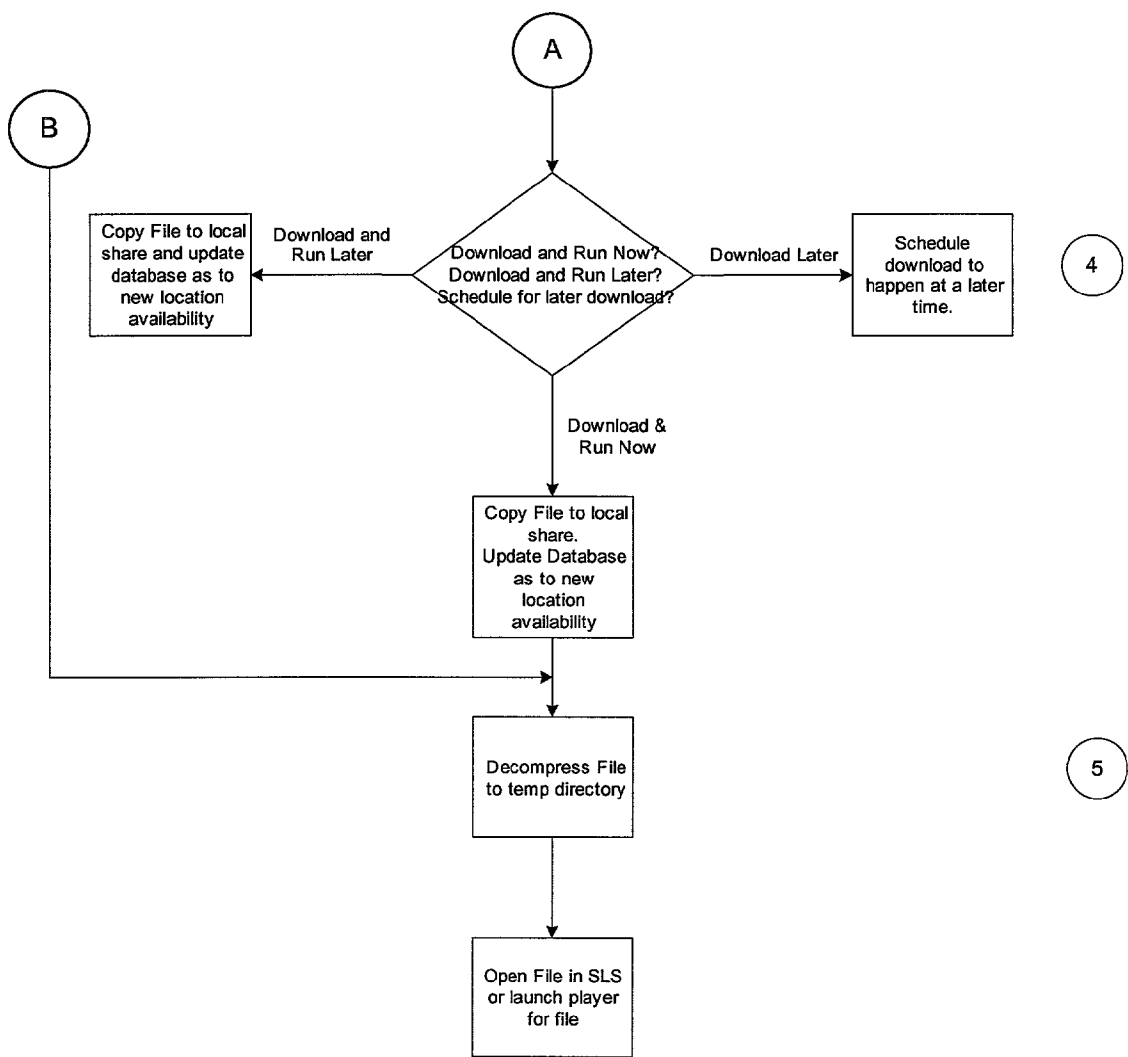 A
B
Copy File to local
share and update
database as to
new location
availability
Download and
Run Later
Download and Run Now?
Download and Run Later?
Schedule for later download?
Download Later
Schedule
download to
happen at a later
time.
4
Download &
Run Now
Copy File to local
share.
Update Database
as to new
location
availability
Decompress File
to temp directory
5
Open File in SLS
or launch player
for file